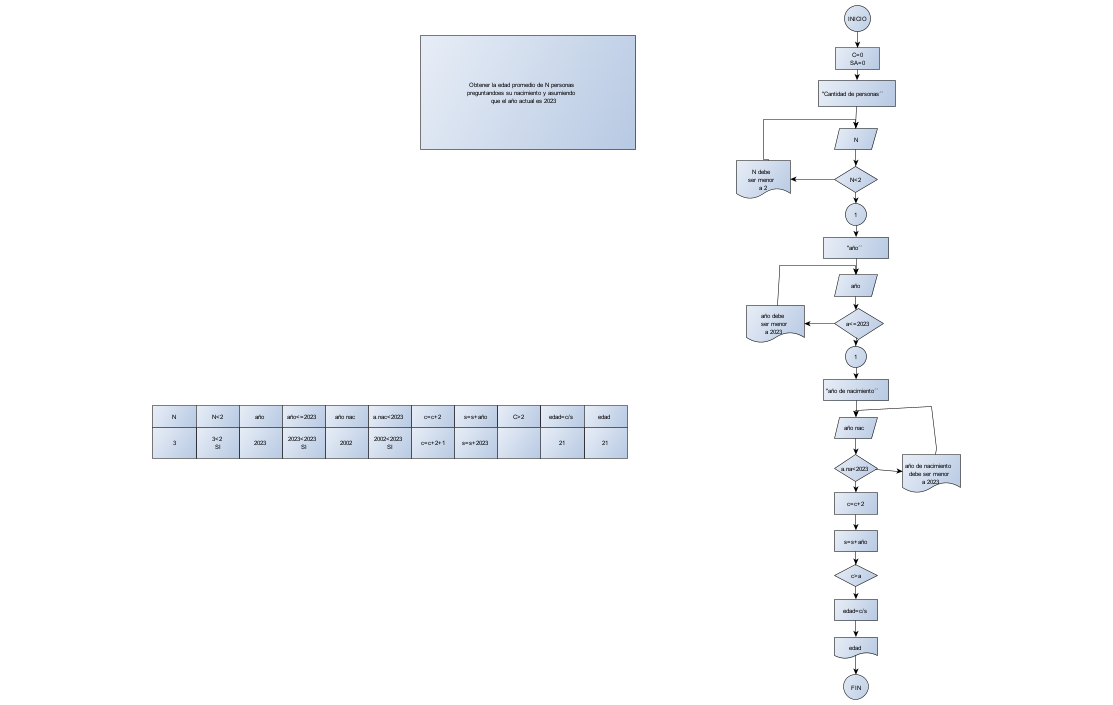 INICIO
C=0
SA=0
Obtener la edad promedio de N personas
preguntandoes su nacimiento y asumiendo
que el año actual es 2023
"Cantidad de personas¨
N
N debe
ser menor
a 2
N<2
1
"año¨
año
año debe
ser menor
a 2023
a<=2023
1
"año de nacimiento¨
año nac
a.na<2023
año de nacimiento
debe ser menor
a 2023
c=c+2
s=s+año
c>a
edad=c/s
edad
FIN
N N<2 año año<=2023 año nac a.nac<2023 c=c+2 s=s+año C>2 edad=c/s edad
3 3<2 SI 2023 2023<2023 SI 2002 2002<2023 SI c=c+2+1 s=s+2023 21 21